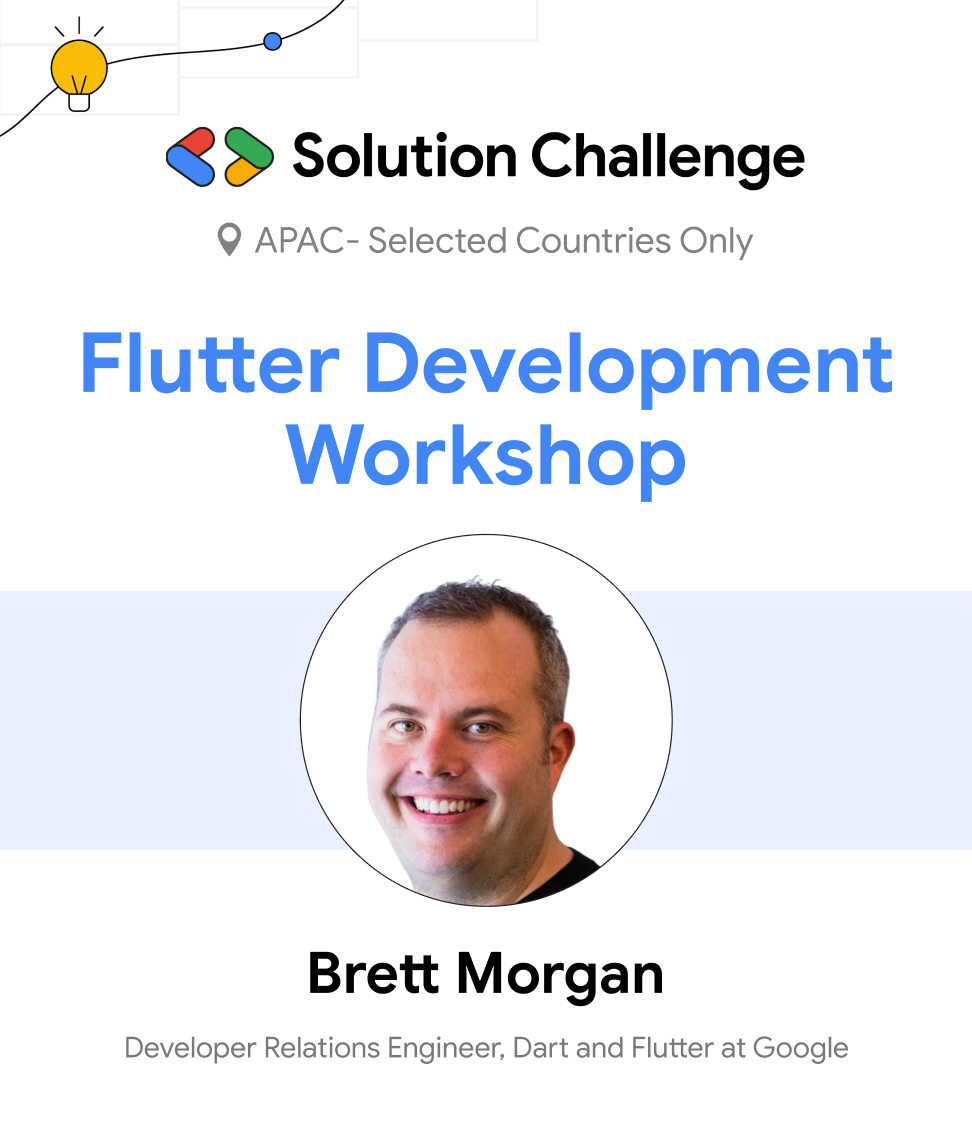 Solution Challenge
APAC- Selected Countries Only
Flutter Development
Workshop
Brett Morgan
Developer Relations Engineer, Dart and Flutter at Google